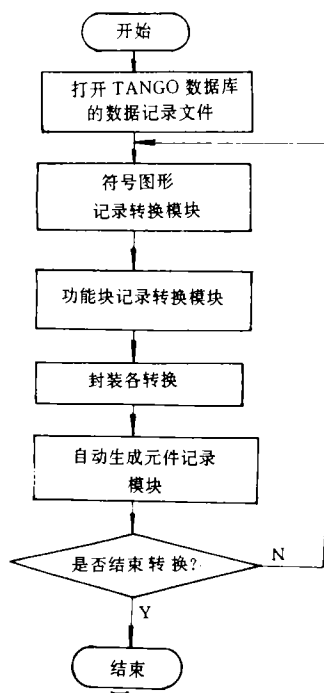 开始
打开 TANGO 数据库
的数据记录文件
符号图形
记录转换模块
功能块记录转换模块
封装各转换
自动生成元件记录
模块
是否结束转换?
N
Y
结束